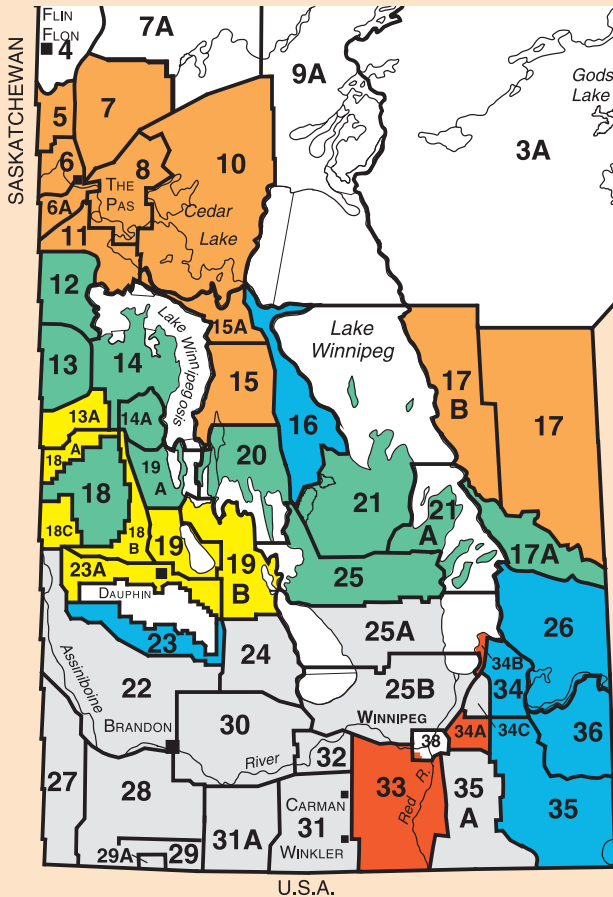 FLIN
FLON
4
7A
9A
Gods
Lake
3A
SASKATCHEWAN
5
7
6
8
10
THE
PAS
6A
Cedar
Lake
11
12
15A
Lake
Winnipegosis
Lake
Winnipeg
13
14
15
16
17
B
17
13A
14A
18
A
18
19
A
20
21
21
A
18C
18
B
19
19
B
17A
23A
25
DAUPHIN
23
24
25A
26
Assiniboine
22
34B
34
25B
WINNIPEG
BRANDON
30
38
34A
34C
36
River
32
27
28
33
Red R.
35
A
35
CARMAN
31A
31
WINKLER
29A
29
U.S.A.